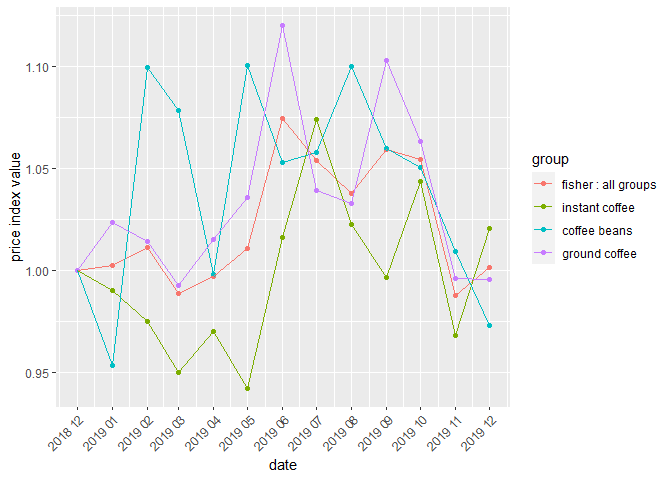 1.10
1.05
1.00
0.95
price index value
2018 12
2019 01
2019 02
2019 03
2019 04
2019 05
2019 06
2019 07
2019 08
2019 09
2019 10
2019 11
2019 12
date
group
fisher : all groups
instant coffee
coffee beans
ground coffee